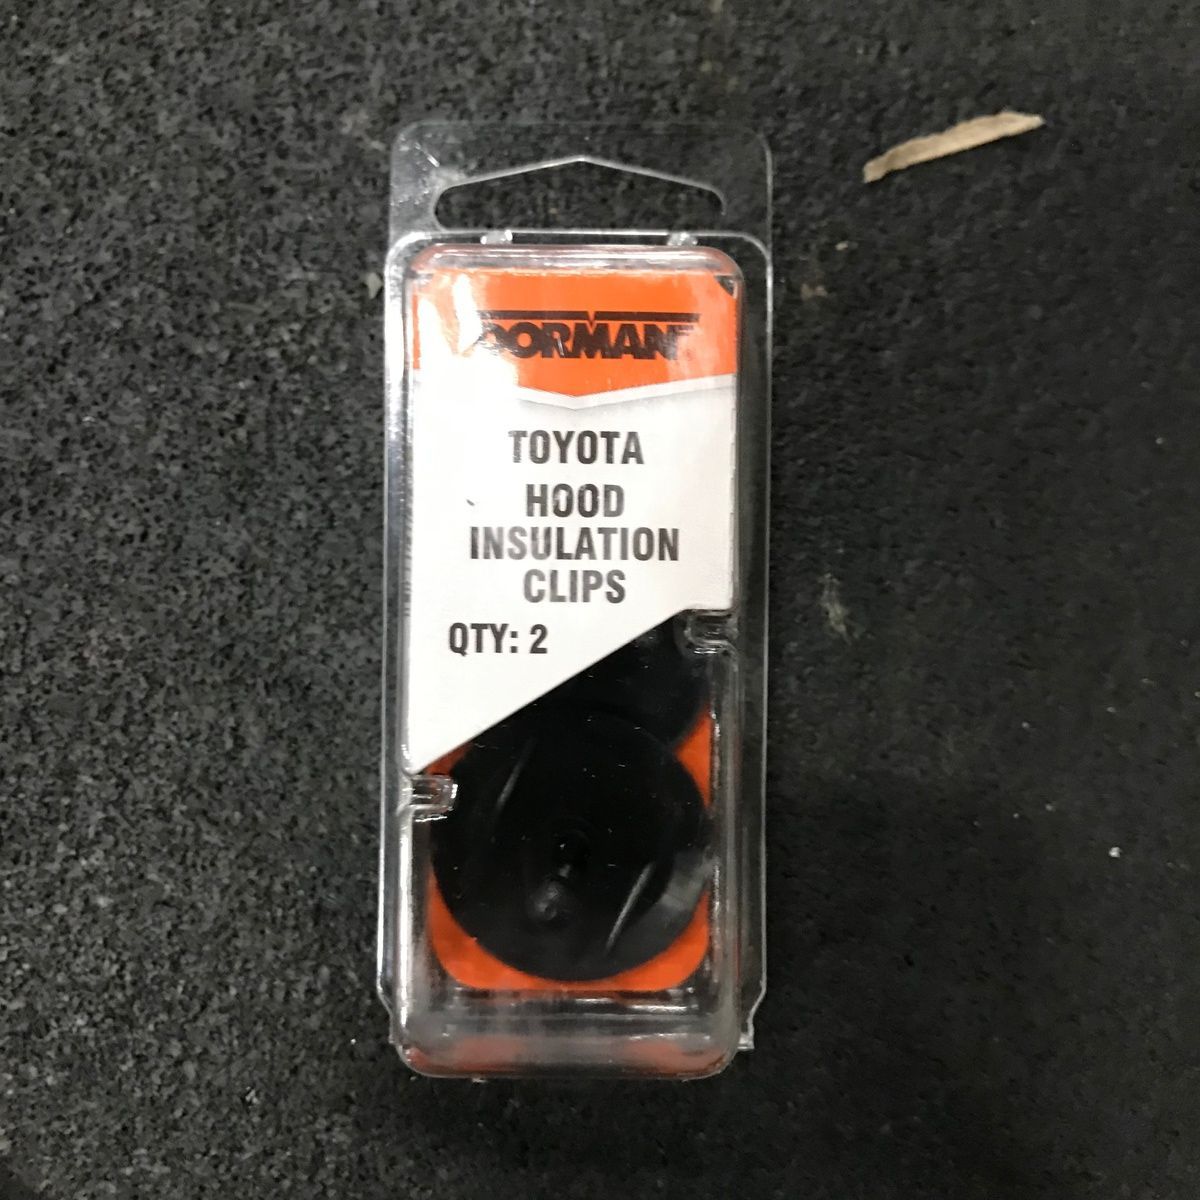 DORMAN®
TOYOTA
HOOD
INSULATION
CLIPS
QTY: 2